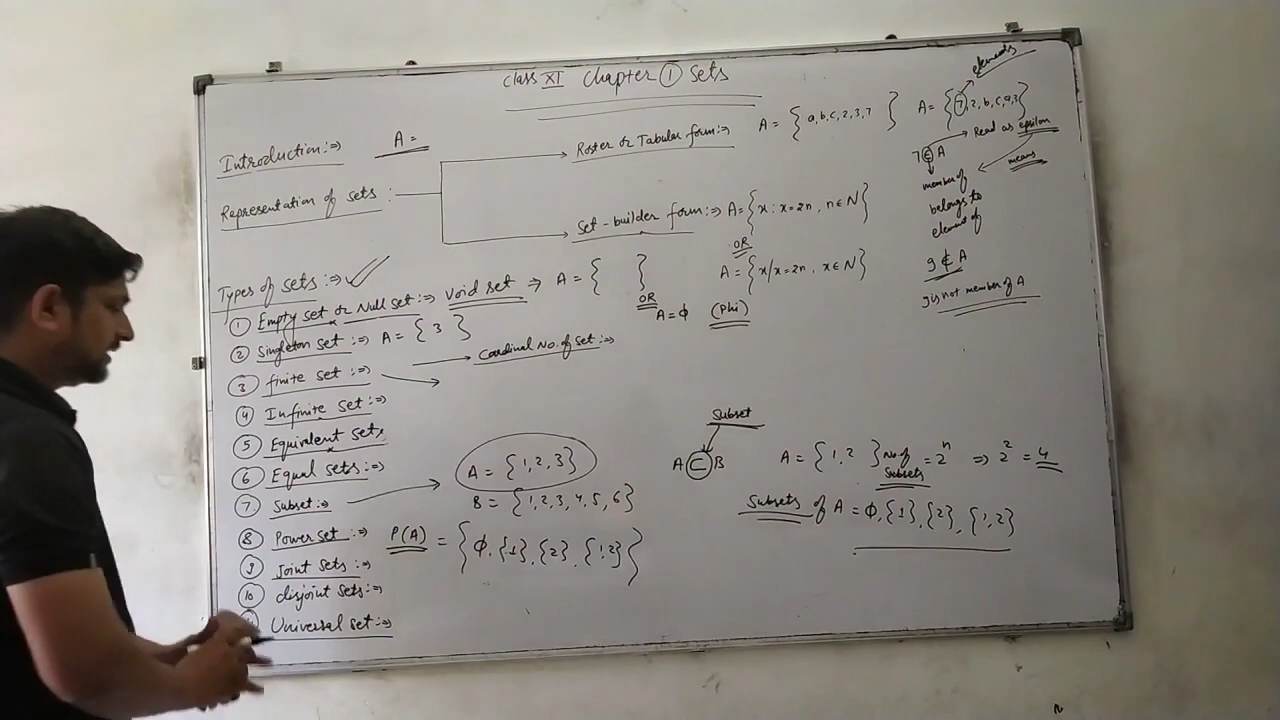 Class XI Chapter ① Sets
Introduction:⇒ A =
Representation of sets :
Roster or Tabular form:⇒ A = { a,b,c,2,3,7 }
Set-builder form:⇒ A={x : x=2n, n∈N}
OR
A={x/x=2n, x∈N}
A= {7,2,b,c,9,3}
elements
7 ∈ A Read as epsilon
means
member of
belongs to
element of
9 ∉ A
9 is not member of A
Types of sets:⇒
① Empty set or Null set:⇒ Void set ⇒ A = { }
OR
A=ϕ (Phi)
② Singleton set:⇒ A = { 3 }
③ finite set:⇒
Cardinal No. of set:⇒
④ Infinite set:⇒
⑤ Equivalent sets
⑥ Equal sets:⇒
⑦ Subset:⇒
A = {1,2,3}
B = {1,2,3,4,5,6}
Subset
A ⊂ B
A = {1,2 } No of subsets = 2ⁿ ⇒ 2² = 4
Subsets of A = ϕ,{1},{2},{1,2}
⑧ Power set:⇒ P(A) = {ϕ,{1},{2},{1,2}}
⑨ Joint sets:⇒
⑩ disjoint sets:⇒
Universal set:⇒